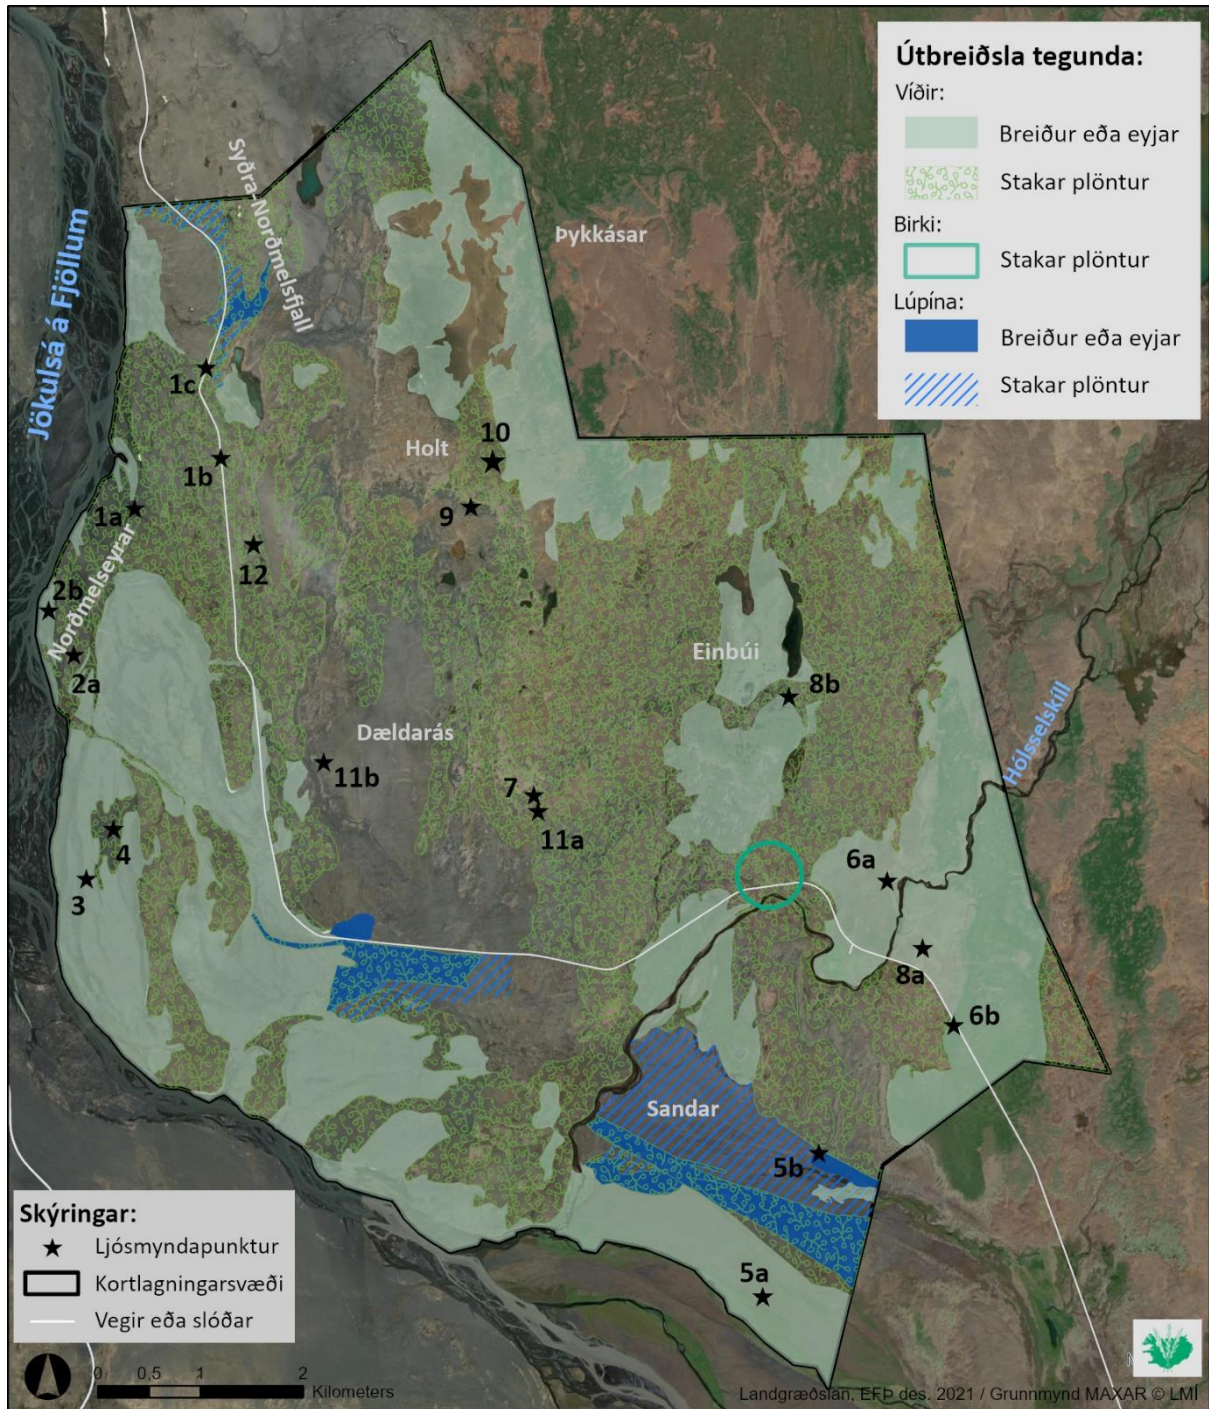 Útbreiðsla tegunda:
Víðir:
Breiður eða eyjar
Stakar plöntur
Birki:
Stakar plöntur
Lúpína:
Breiður eða eyjar
Stakar plöntur
Jökulsá á Fjöllum
Syðra-Norðmelsfjall
Þykkásar
1c
Holt
10
1b
9
1a
12
2b
Norðmelseyrar
2a
Einbúi
8b
Hólsselskíll
Dældarás
11b
7
11a
4
3
6a
8a
6b
Sandar
5b
5a
Skýringar:
Ljósmyndapunktur
Kortlagningarsvæði
Vegir eða slóðar
0 0,5 1 2
Kilometers
Landgræðslan, EFÞ des. 2021 / Grunnmynd MAXAR © LMÍ